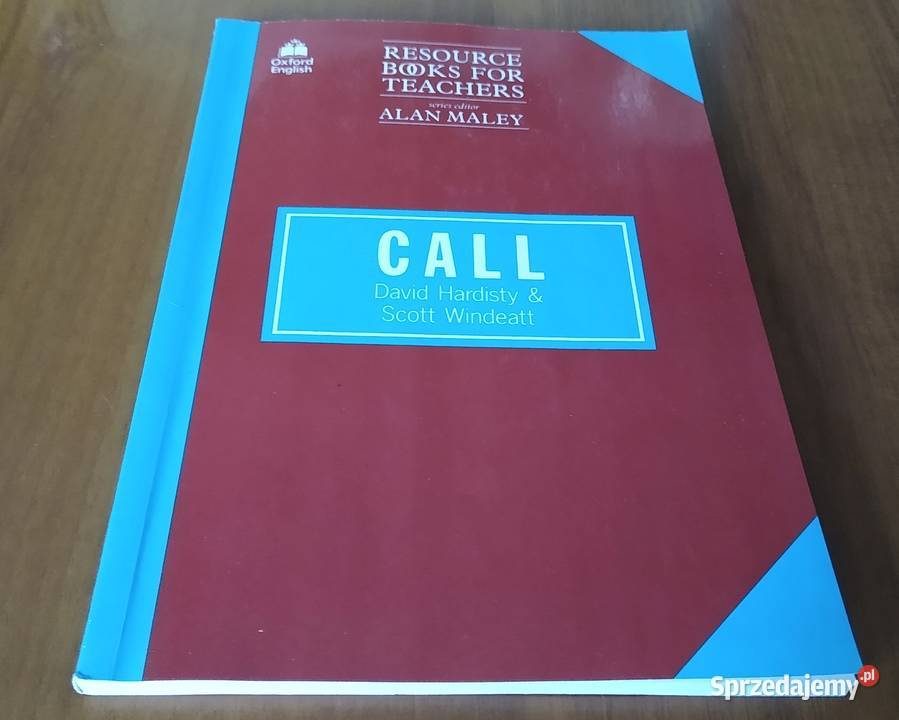 Oxford
English
RESOURCE
BOOKS FOR
TEACHERS
series editor
ALAN MALEY
CALL
David Hardisty &
Scott Windeatt
Sprzedajemy.pl